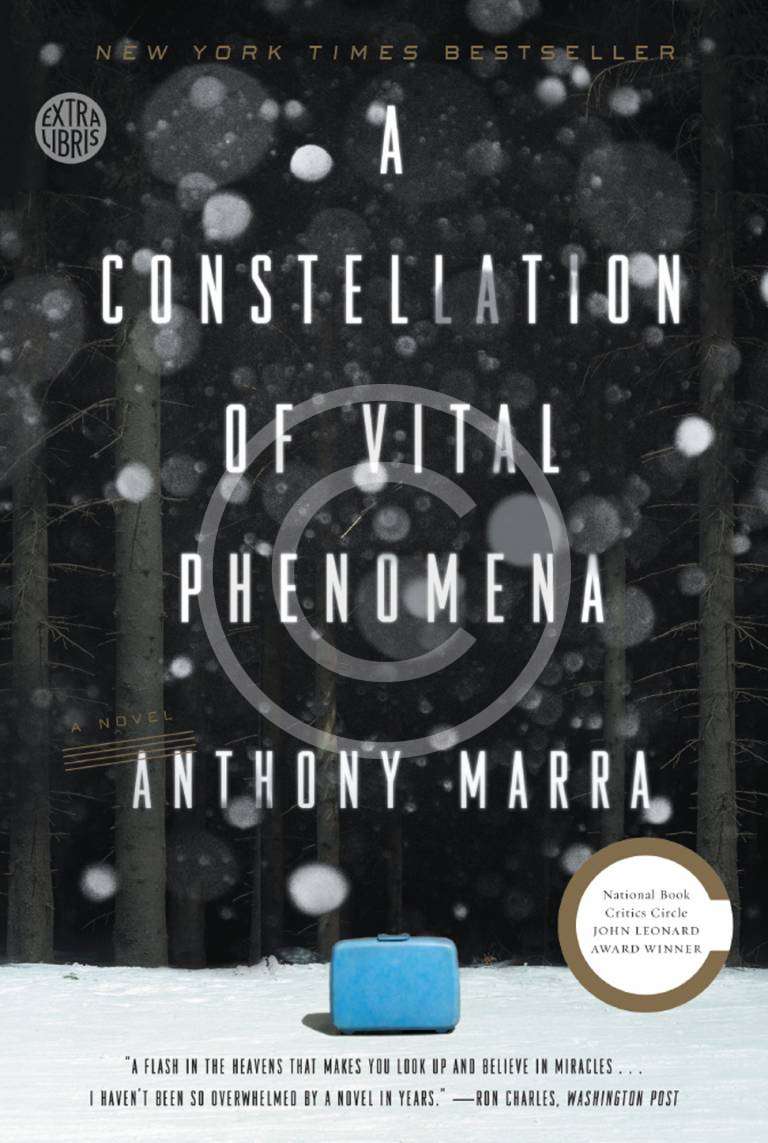 NEW YORK TIMES BESTSELLER
EXTRA
LIBRIS
A
CONSTELLATION
OF VITAL
PHENOMENA
A NOVEL
ANTHONY MARRA
National Book
Critics Circle
JOHN LEONARD
AWARD WINNER
"A FLASH IN THE HEAVENS THAT MAKES YOU LOOK UP AND BELIEVE IN MIRACLES . . .
I HAVEN'T BEEN SO OVERWHELMED BY A NOVEL IN YEARS." —RON CHARLES, WASHINGTON POST